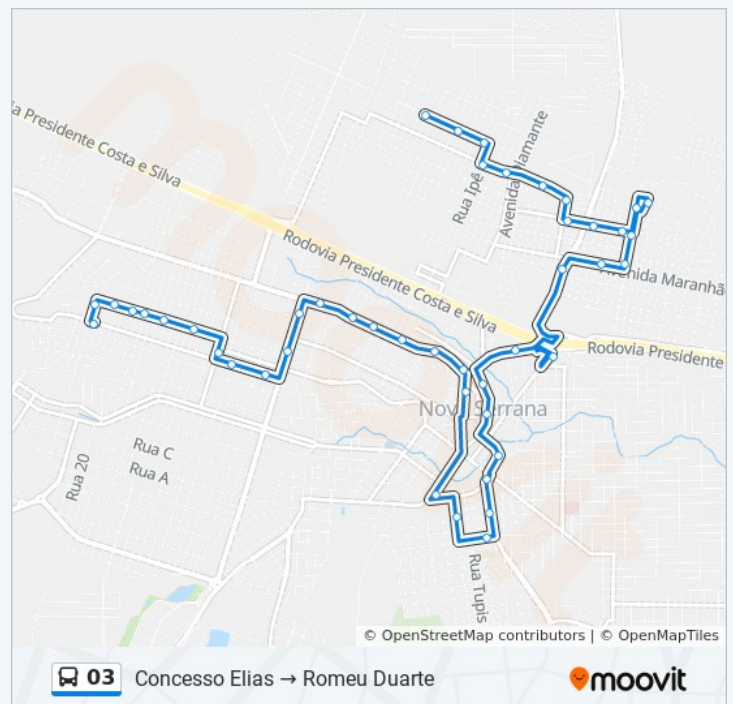 ia Presidente Costa e Silva
Rua Ipê
Avenida Diamante
Rodovia Presidente Costa e Silva
Avenida Maranhã
Rodovia Presidente
Nova Serrana
Rua C
Rua A
Rua 20
Rua Tupis
© OpenStreetMap contributors | © OpenMapTiles
03 Concesso Elias → Romeu Duarte
moovit